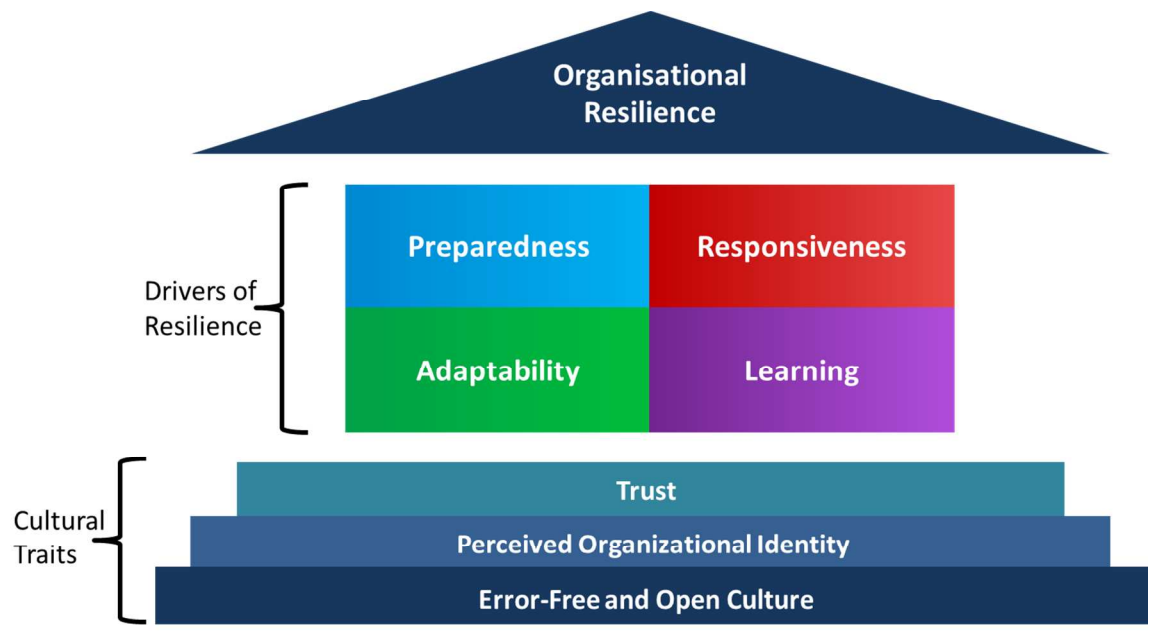 Organisational
Resilience
Drivers of
Resilience
Preparedness
Responsiveness
Adaptability
Learning
Cultural
Traits
Trust
Perceived Organizational Identity
Error-Free and Open Culture